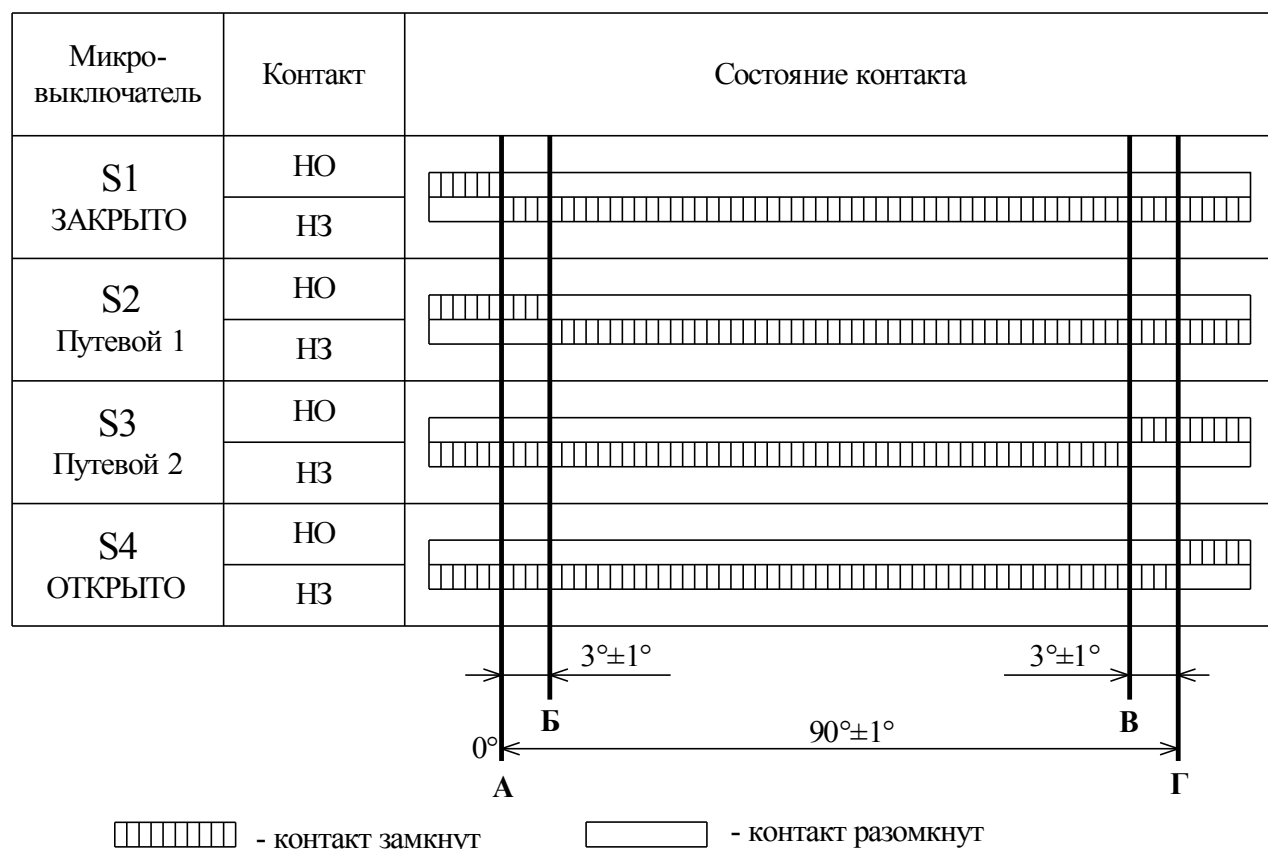 Микро-
выключатель
Контакт
Состояние контакта
S1
ЗАКРЫТО
НО
НЗ
S2
Путевой 1
НО
НЗ
S3
Путевой 2
НО
НЗ
S4
ОТКРЫТО
НО
НЗ
3°±1°
3°±1°
Б
В
0°
90°±1°
А
Г
- контакт замкнут
- контакт разомкнут